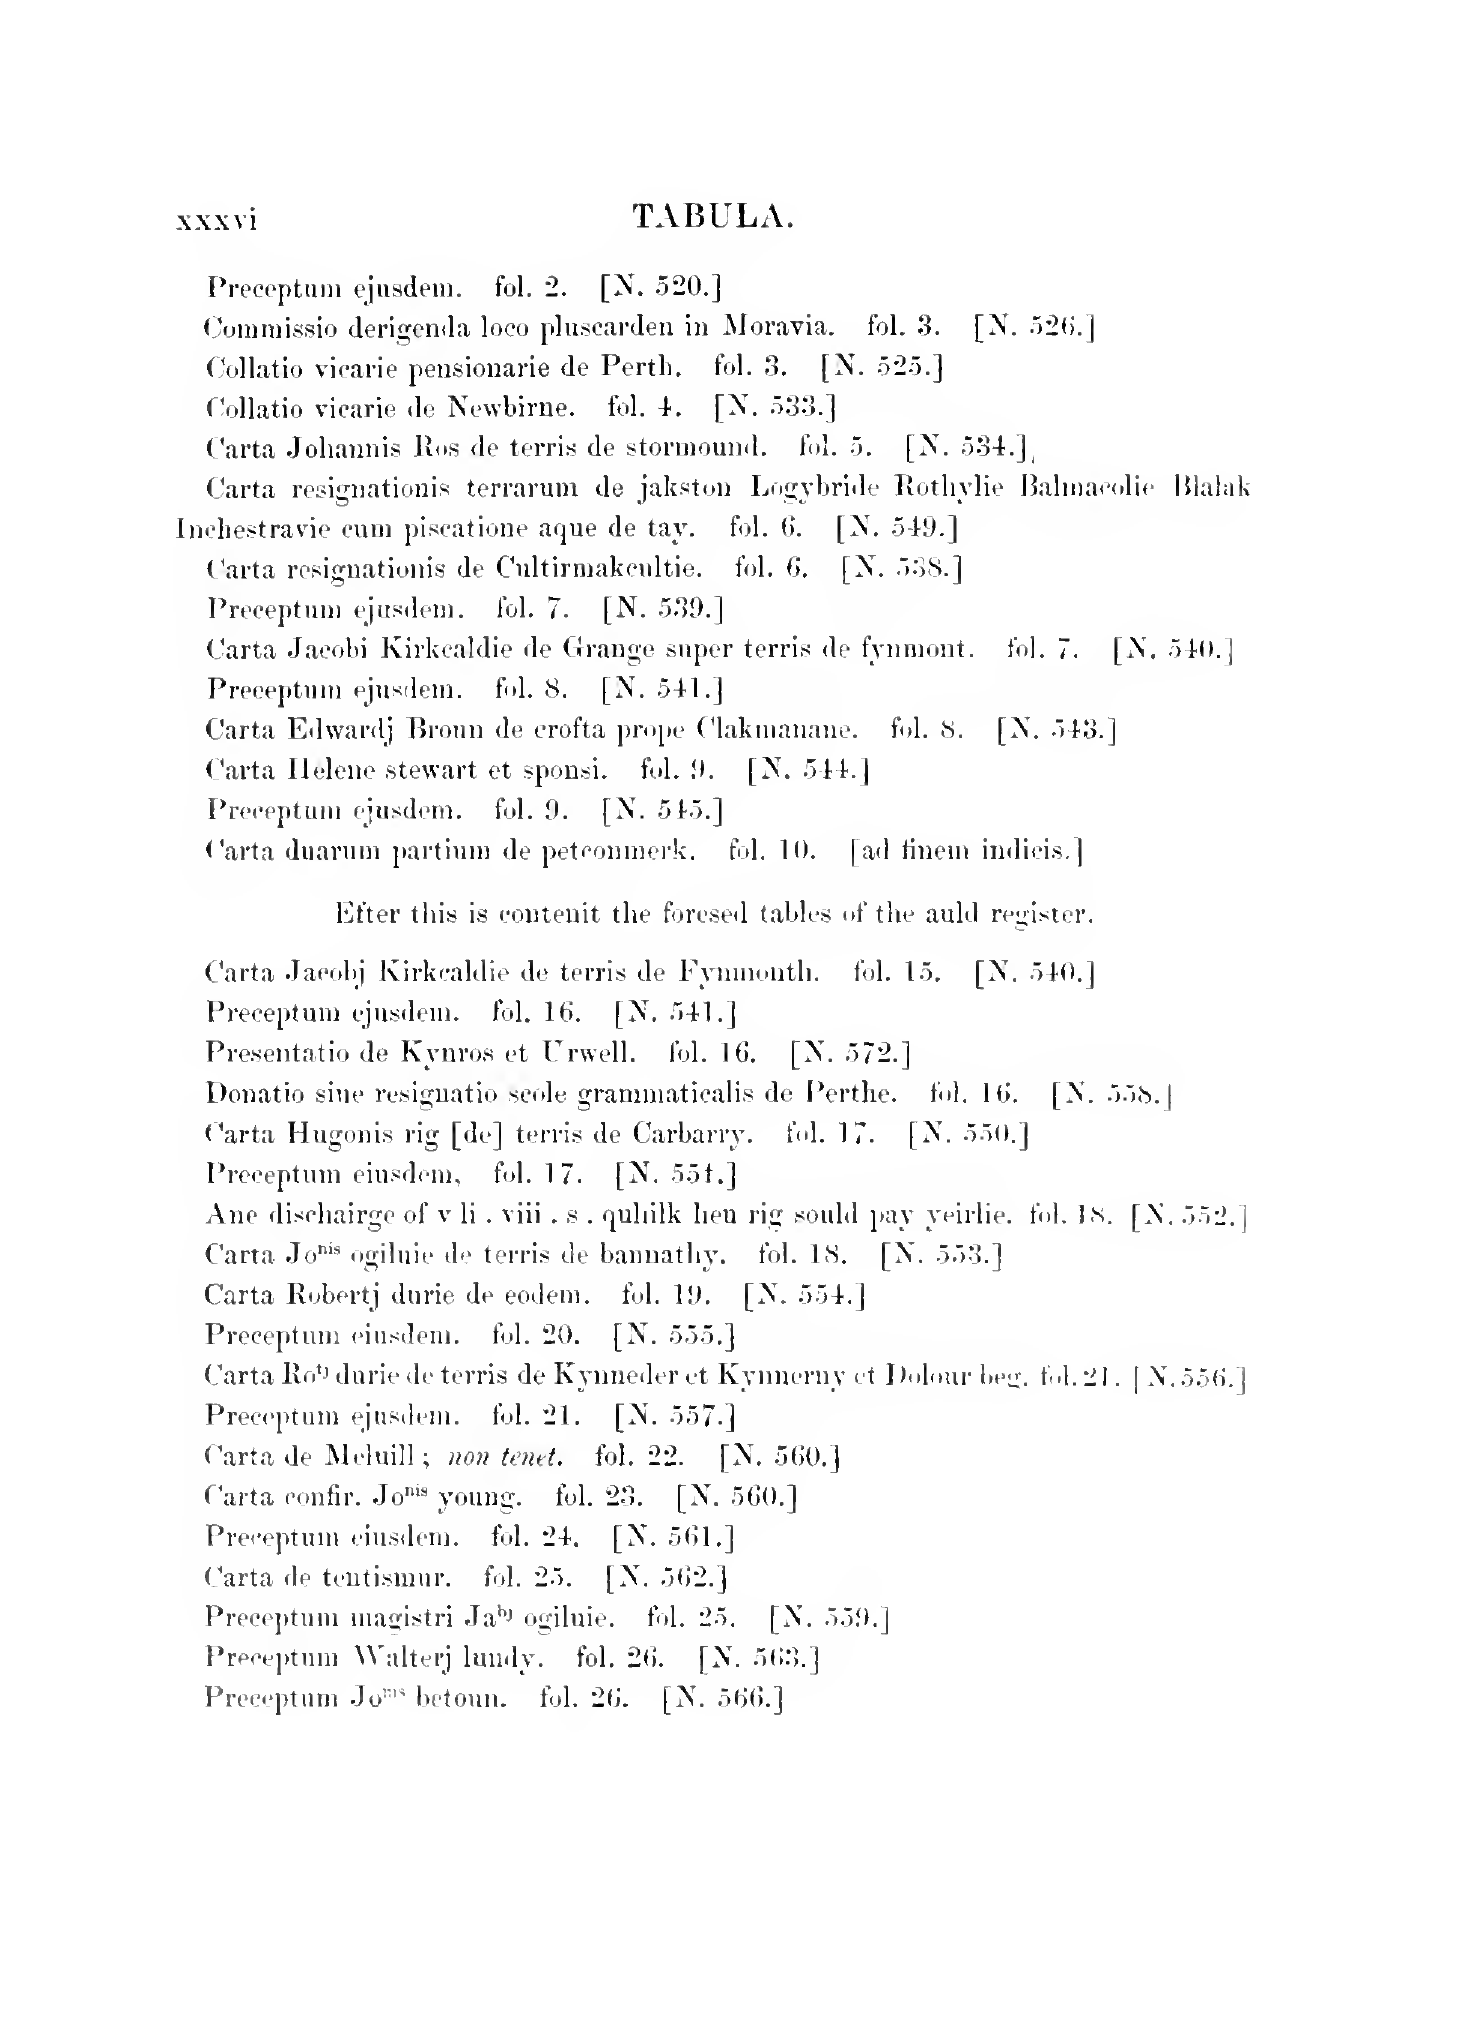 xxxvi TABULA.
Preceptum ejusdem. fol. 2. [N. 520.]
Commissio derigenda loco pluscarden in Moravia. fol. 3. [N. 526.]
Collatio vicarie pensionarie de Perth. fol. 3. [N. 525.]
Collatio vicarie de Newbirne. fol. 4. [N. 533.]
Carta Johannis Ros de terris de stormound. fol. 5. [N. 534.]
Carta resignationis terrarum de jakston Logybride Rothylie Balmacolie Blalak
Inchestravie cum piscatione aque de tay. fol. 6. [N. 549.]
Carta resignationis de Cultirmakcultie. fol. 6. [N. 538.]
Preceptum ejusdem. fol. 7. [N. 539.]
Carta Jacobi Kirkcaldie de Grange super terris de fynmont. fol. 7. [N. 540.]
Preceptum ejusdem. fol. 8. [N. 541.]
Carta Edwardj Broun de crofta prope Clakmanane. fol. 8. [N. 543.]
Carta Helene stewart et sponsi. fol. 9. [N. 544.]
Preceptum ejusdem. fol. 9. [N. 545.]
Carta duarum partium de petconmerk. fol. 10. [ad finem indicis.]
Efter this is contenit the foresed tables of the auld register.
Carta Jacobj Kirkcaldie de terris de Fynmonth. fol. 15. [N. 540.]
Preceptum ejusdem. fol. 16. [N. 541.]
Presentatio de Kynros et Urwell. fol. 16. [N. 572.]
Donatio siue resignatio scole grammaticalis de Perthe. fol. 16. [N. 558.]
Carta Hugonis rig [de] terris de Carbarry. fol. 17. [N. 550.]
Preceptum eiusdem, fol. 17. [N. 551.]
Ane dischairge of v li . viii . s . quhilk heu rig sould pay yeirlie. fol. 18. [N. 552.]
Carta Joⁿⁱˢ ogiluie de terris de bannathy. fol. 18. [N. 553.]
Carta Robertj durie de eodem. fol. 19. [N. 554.]
Preceptum eiusdem. fol. 20. [N. 555.]
Carta Roᵗʲ durie de terris de Kynneder et Kynnerny et Dolour beg. fol. 21. [N. 556.]
Preceptum ejusdem. fol. 21. [N. 557.]
Carta de Meluill ; non tenet. fol. 22. [N. 560.]
Carta confir. Joⁿⁱˢ young. fol. 23. [N. 560.]
Preceptum eiusdem. fol. 24. [N. 561.]
Carta de tentismur. fol. 25. [N. 562.]
Preceptum magistri Jaᵇʲ ogiluie. fol. 25. [N. 559.]
Preceptum Walterj lundy. fol. 26. [N. 563.]
Preceptum Joⁿⁱˢ betoun. fol. 26. [N. 566.]